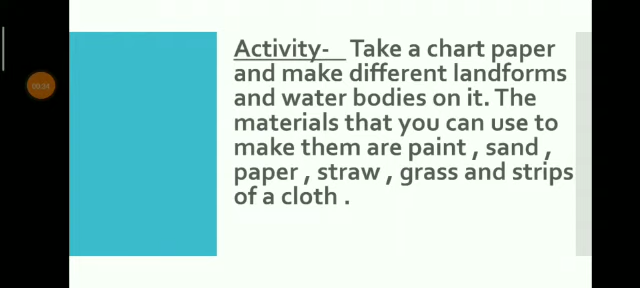 Activity- Take a chart paper
and make different landforms
and water bodies on it. The
materials that you can use to
make them are paint , sand ,
paper , straw , grass and strips
of a cloth .